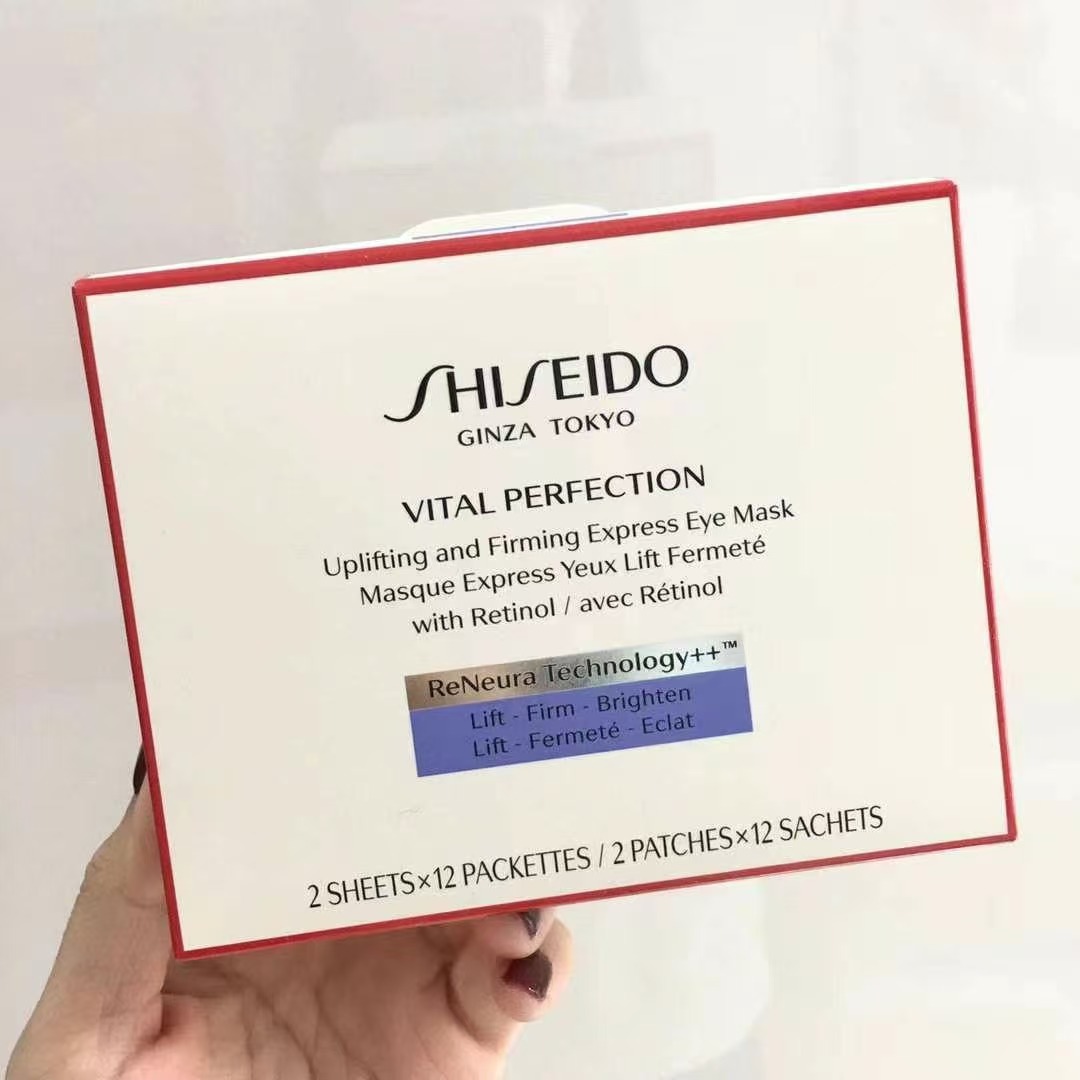 SHISEIDO
GINZA TOKYO
VITAL PERFECTION
Uplifting and Firming Express Eye Mask
Masque Express Yeux Lift Fermeté
with Retinol / avec Rétinol
ReNeura Technology++™
Lift - Firm - Brighten
Lift - Fermeté - Eclat
2 SHEETS×12 PACKETTES / 2 PATCHES×12 SACHETS